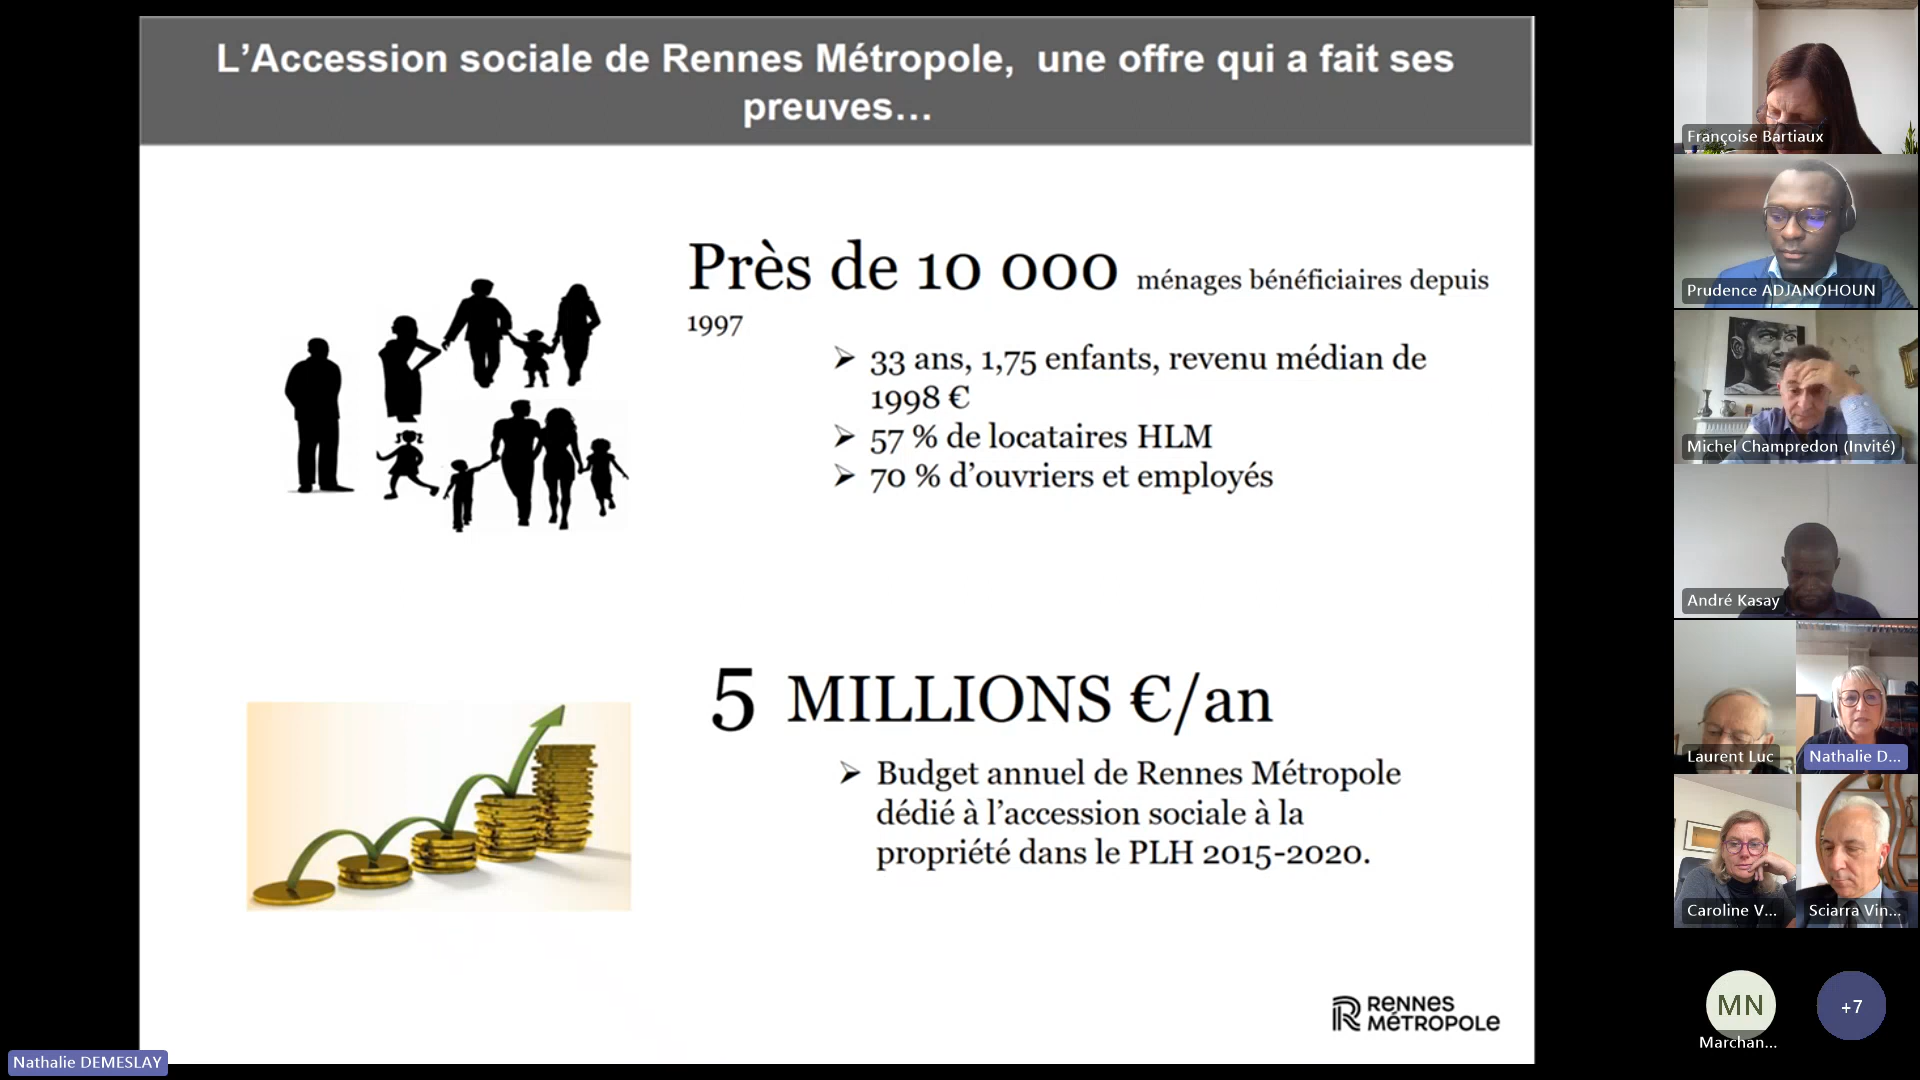 L’Accession sociale de Rennes Métropole,  une offre qui a fait ses
preuves…
Près de 10 000 ménages bénéficiaires depuis
1997
➢ 33 ans, 1,75 enfants, revenu médian de
1998 €
➢ 57 % de locataires HLM
➢ 70 % d’ouvriers et employés
5 MILLIONS €/an
➢ Budget annuel de Rennes Métropole
dédié à l’accession sociale à la
propriété dans le PLH 2015-2020.
RENNES
MÉTROPOLE
Nathalie DEMESLAY
Françoise Bartiaux
Prudence ADJANOHOUN
Michel Champredon (Invité)
André Kasay
Laurent Luc
Nathalie D...
Caroline V...
Sciarra Vin...
MN
Marchan...
+7